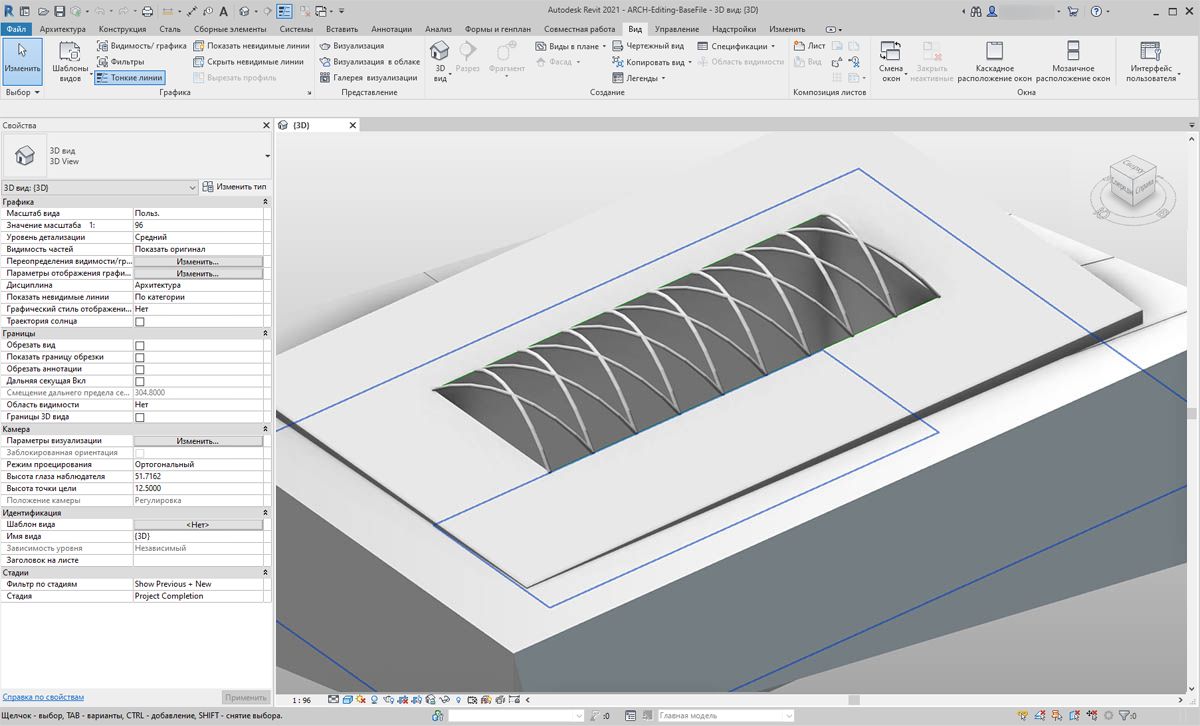 Autodesk Revit 2021 - ARCH-Editing-BaseFile - 3D вид: {3D}
Файл Архитектура Конструкция Сталь Сборные элементы Системы Вставить Аннотации Анализ Формы и генплан Совместная работа Вид Управление Надстройки Изменить
Изменить
Шаблоны видов
Видимость/ графика
Фильтры
Тонкие линии
Показать невидимые линии
Скрыть невидимые линии
Вырезать профиль
Визуализация
Визуализация в облаке
Галерея визуализации
3D вид
Разрез
Фрагмент
Виды в плане
Фасад
Чертежный вид
Копировать вид
Легенды
Спецификации
Область видимости
Лист
Вид
Смена окон
Закрыть неактивные
Каскадное расположение окон
Мозаичное расположение окон
Интерфейс пользователя
Выбор
Графика
Представление
Создание
Композиция листов
Окна
Свойства
{3D}
3D вид
3D View
3D вид: {3D} Изменить тип
Графика
Масштаб вида Польз.
Значение масштаба 1: 96
Уровень детализации Средний
Видимость частей Показать оригинал
Переопределения видимости/гр... Изменить...
Параметры отображения графи... Изменить...
Дисциплина Архитектура
Показать невидимые линии По категории
Графический стиль отображени... Нет
Траектория солнца
Границы
Обрезать вид
Показать границу обрезки
Обрезать аннотации
Дальняя секущая Вкл
Смещение дальнего предела се... 304.8000
Область видимости Нет
Границы 3D вида
Камера
Параметры визуализации Изменить...
Заблокированная ориентация
Режим проецирования Ортогональный
Высота глаза наблюдателя 51.7162
Высота точки цели 12.5000
Положение камеры Регулировка
Идентификация
Шаблон вида <Нет>
Имя вида {3D}
Зависимость уровня Независимый
Заголовок на листе
Стадии
Фильтр по стадиям Show Previous + New
Стадия Project Completion
Справка по свойствам Применить
1 : 96
Щелчок - выбор, TAB - варианты, CTRL - добавление, SHIFT - снятие выбора.
:0
Главная модель
:0